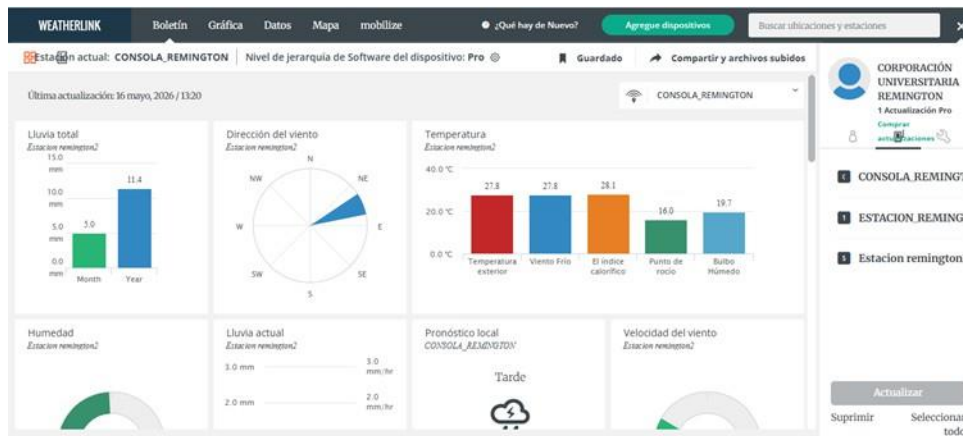 WEATHERLINK Boletín Gráfica Datos Mapa mobilize ¿Qué hay de Nuevo? Agregue dispositivos Buscar ubicaciones y estaciones
Estación actual: CONSOLA_REMINGTON Nivel de jerarquía de Software del dispositivo: Pro Guardado Compartir y archivos subidos
Última actualización: 16 mayo, 2026 / 13:20 CONSOLA_REMINGTON
CORPORACIÓN
UNIVERSITARIA
REMINGTON
1 Actualización Pro
Comprar
actualizaciones
C CONSOLA_REMINGT
1 ESTACION_REMING
S Estacion remington
Actualizar
Suprimir Seleccionar
todo
Lluvia total
Estacion remington2
15.0
mm
10.0
mm
5.0
mm
0.0
mm
5.0
11.4
Month Year
Dirección del viento
Estacion remington2
N
NW NE
W E
SW SE
S
Temperatura
Estacion remington2
40.0 °C
20.0 °C
0.0 °C
27.8 27.8 28.1 16.0 19.7
Temperatura
exterior
Viento Frío
El índice
calorífico
Punto de
rocío
Bulbo
Húmedo
Humedad
Estacion remington2
Lluvia actual
Estacion remington2
3.0 mm 3.0
mm/hr
2.0 mm 2.0
mm/hr
Pronóstico local
CONSOLA_REMINGTON
Tarde
Velocidad del viento
Estacion remington2